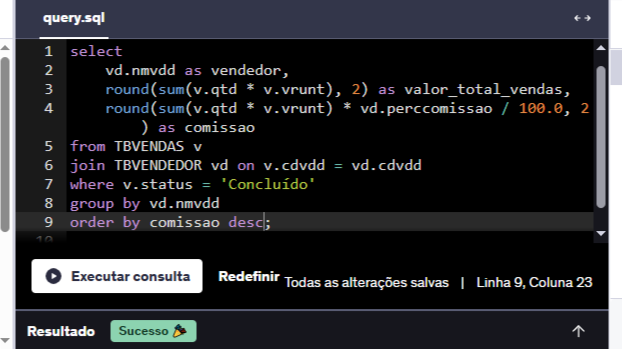 query.sql
1 select
2 vd.nmvdd as vendedor,
3 round(sum(v.qtd * v.vrunt), 2) as valor_total_vendas,
4 round(sum(v.qtd * v.vrunt) * vd.perccomissao / 100.0, 2
) as comissao
5 from TBVENDAS v
6 join TBVENDEDOR vd on v.cdvdd = vd.cdvdd
7 where v.status = 'Concluído'
8 group by vd.nmvdd
9 order by comissao desc;
10
Executar consulta Redefinir Todas as alterações salvas | Linha 9, Coluna 23
Resultado Sucesso